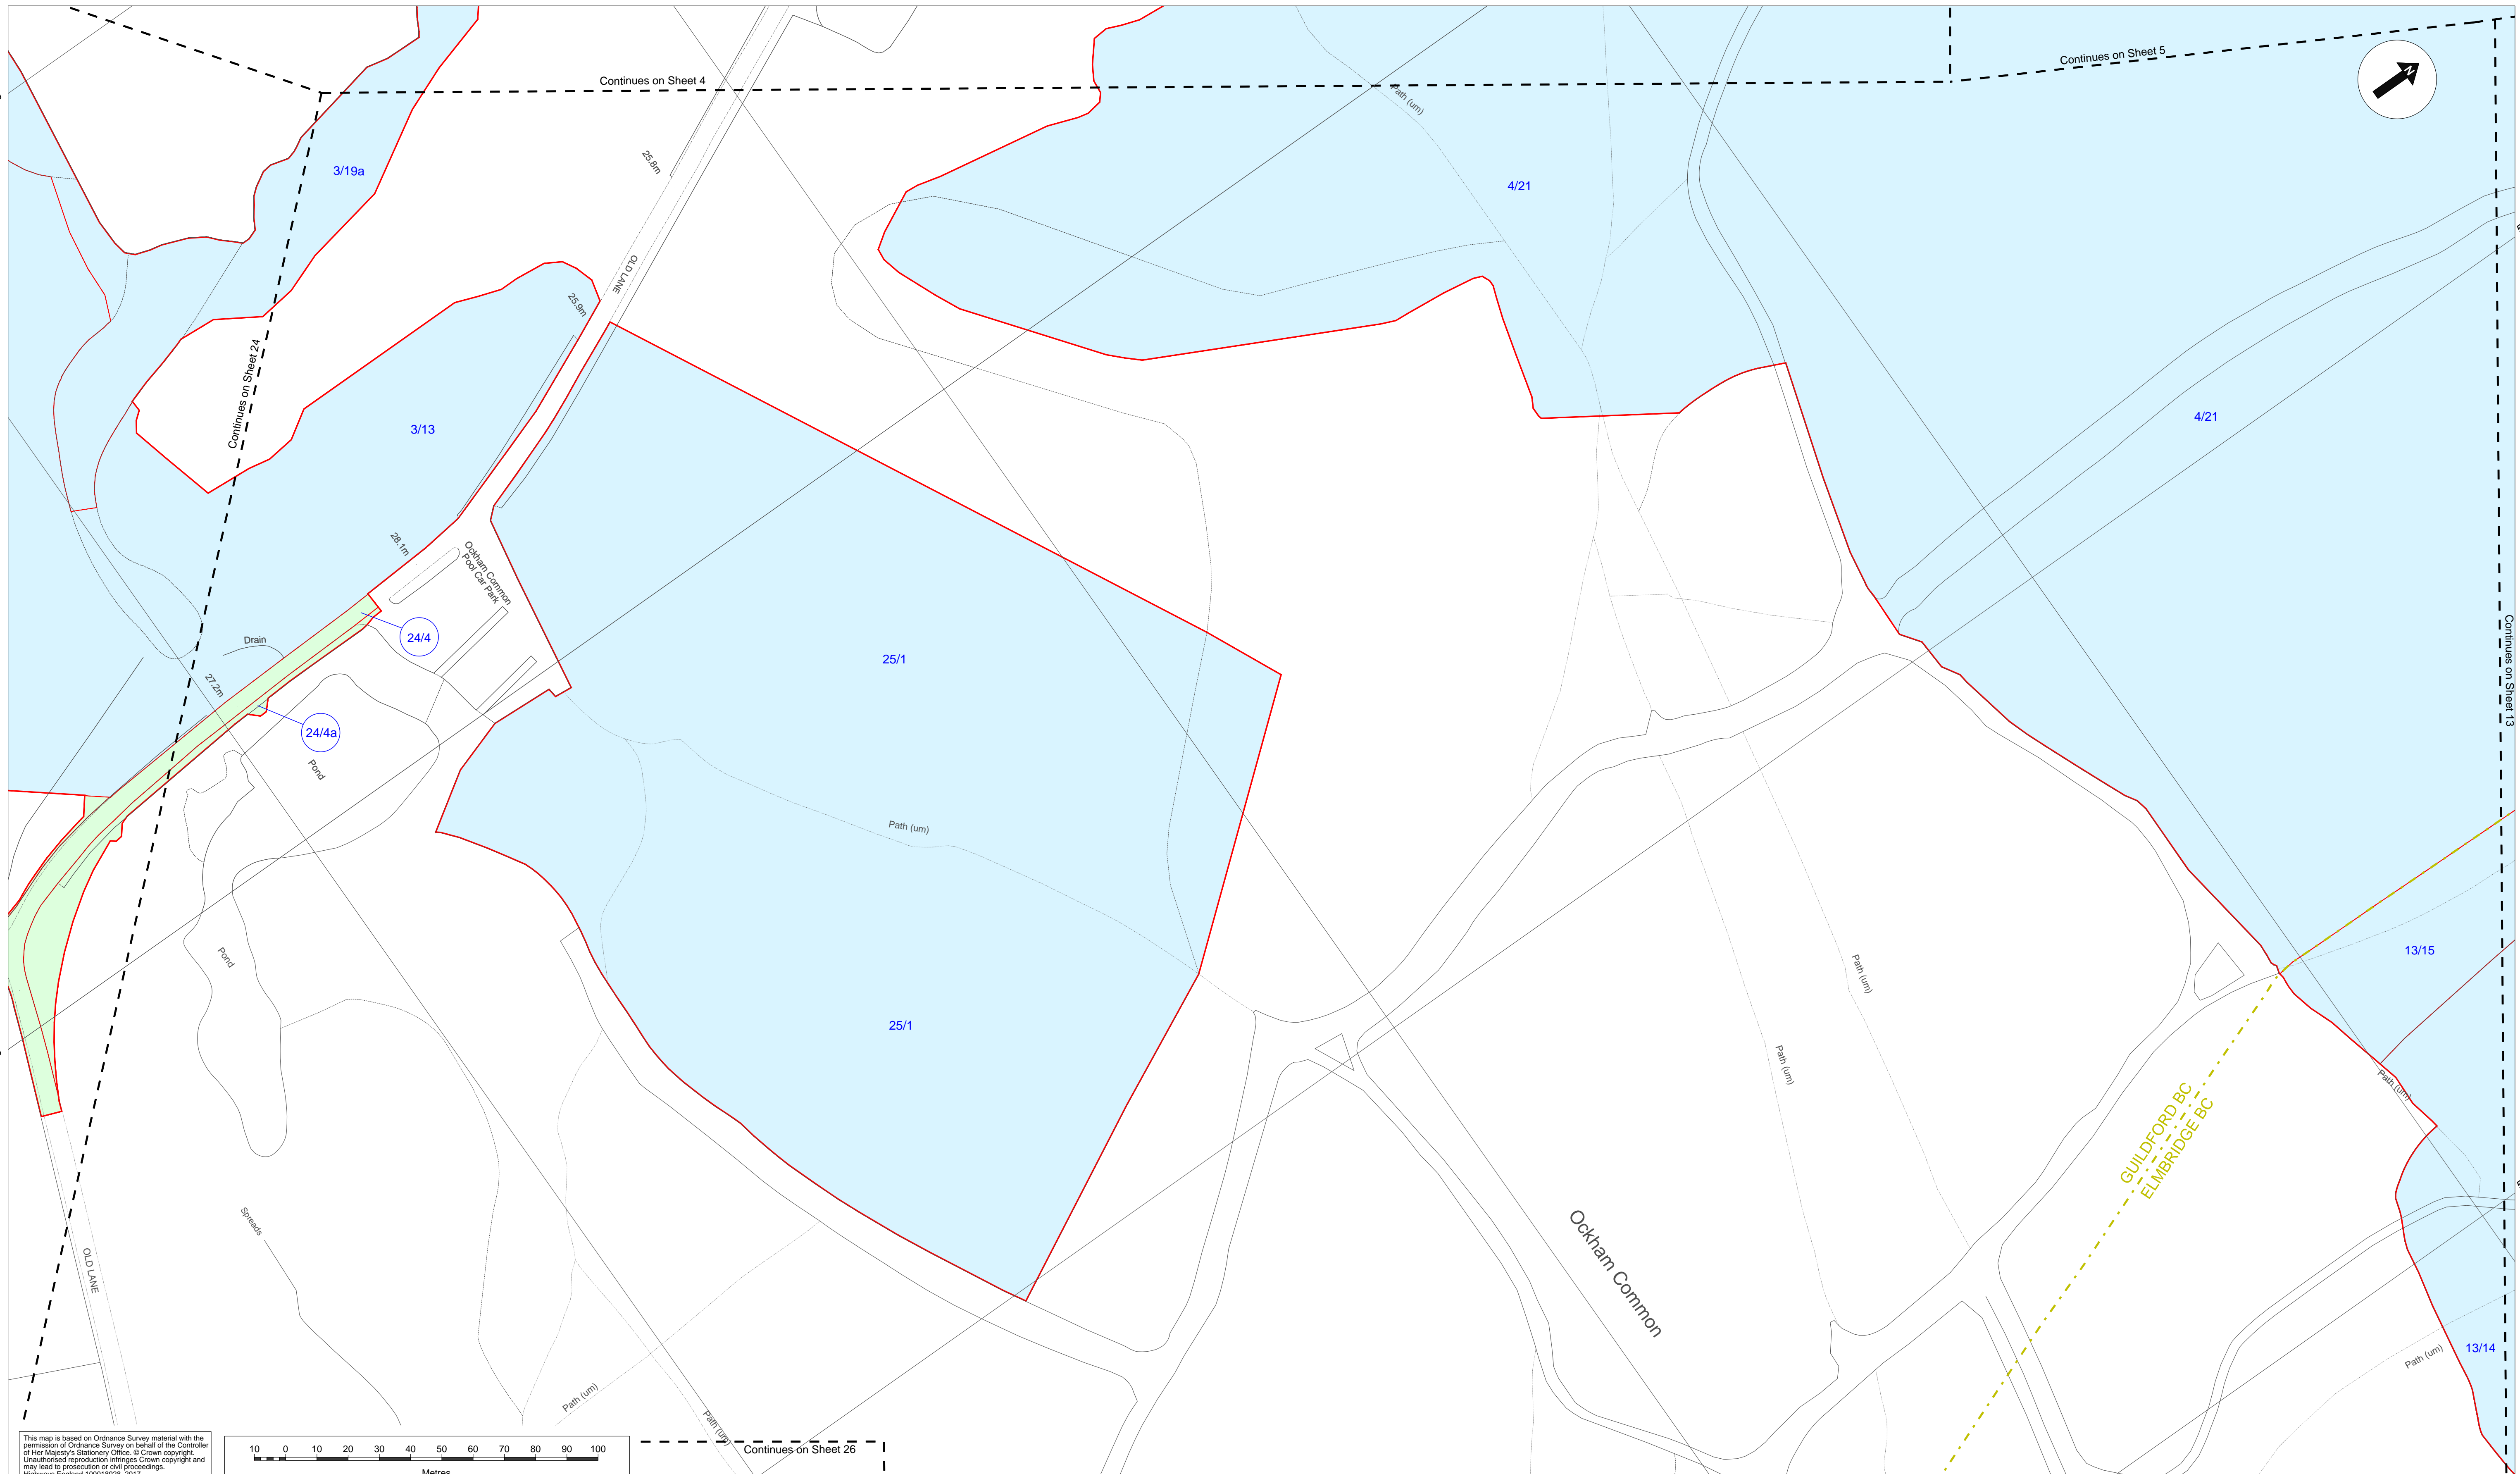 Continues on Sheet 4
Continues on Sheet 5
N
Path (um)
25.8m
3/19a
4/21
OLD LANE
25.9m
Continues on Sheet 24
3/13
4/21
28.1m
Ockham Common
Pool Car Park
24/4
Drain
25/1
27.2m
24/4a
Pond
Continues on Sheet 13
Path (um)
Pond
13/15
Path (um)
25/1
Path (um)
Path (um)
GUILDFORD BC
ELMBRIDGE BC
Spreads
OLD LANE
Ockham Common
Path (um)
13/14
Path (um)
Path (um)
This map is based on Ordnance Survey material with the
permission of Ordnance Survey on behalf of the Controller
of Her Majesty's Stationery Office. © Crown copyright.
Unauthorised reproduction infringes Crown copyright and
may lead to prosecution or civil proceedings.
Highways England 100018928. 2017
10 0 10 20 30 40 50 60 70 80 90 100
Metres
Continues on Sheet 26